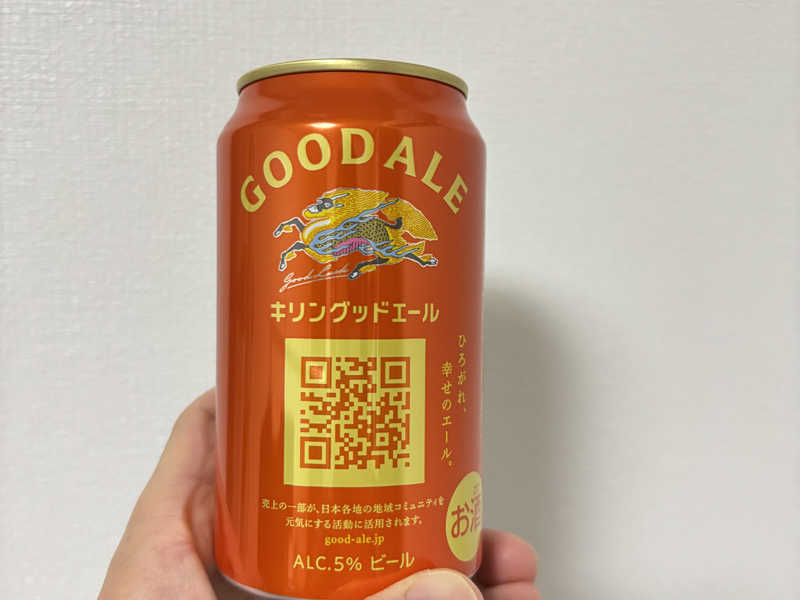 GOOD ALE
Good Luck
キリングッドエール
ひろがれ、
幸せのエール。
売上の一部が、日本各地の地域コミュニティを
元気にする活動に活用されます。
good-ale.jp
お酒
ALC.5% ビール